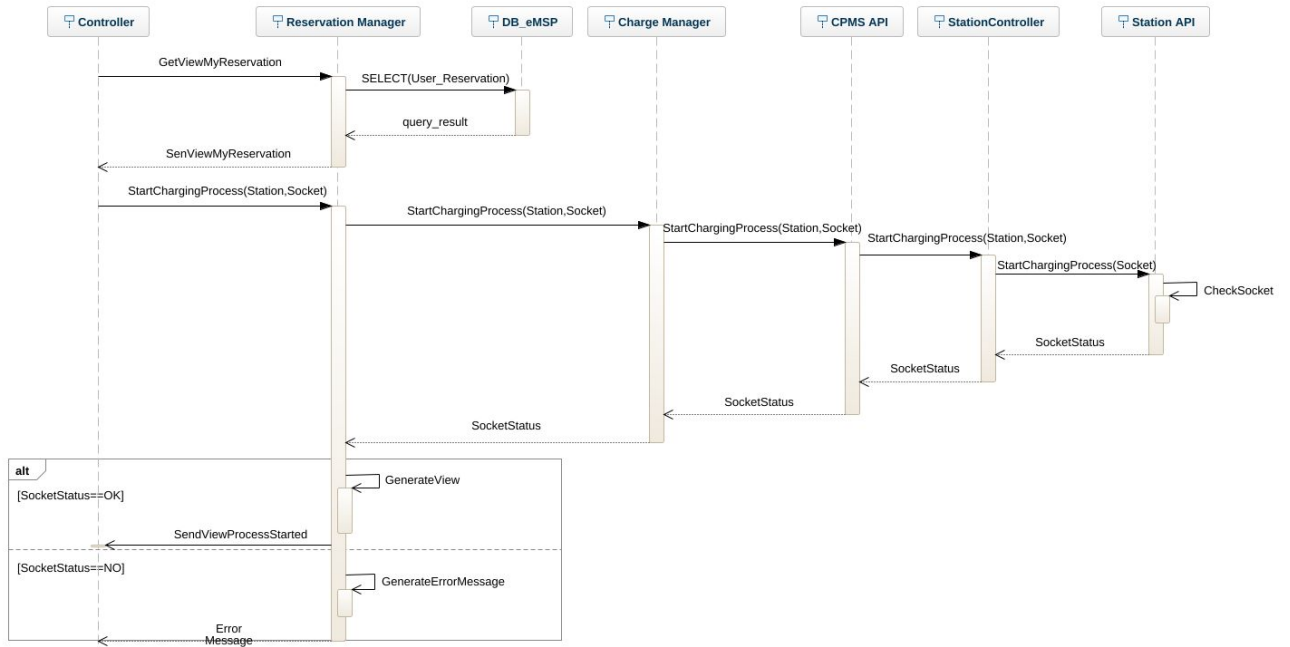 Controller
Reservation Manager
DB_eMSP
Charge Manager
CPMS API
StationController
Station API
GetViewMyReservation
SELECT(User_Reservation)
query_result
SenViewMyReservation
StartChargingProcess(Station,Socket)
StartChargingProcess(Station,Socket)
StartChargingProcess(Station,Socket)
StartChargingProcess(Station,Socket)
StartChargingProcess(Socket)
CheckSocket
SocketStatus
SocketStatus
SocketStatus
SocketStatus
alt
[SocketStatus==OK]
GenerateView
SendViewProcessStarted
[SocketStatus==NO]
GenerateErrorMessage
Error
Message